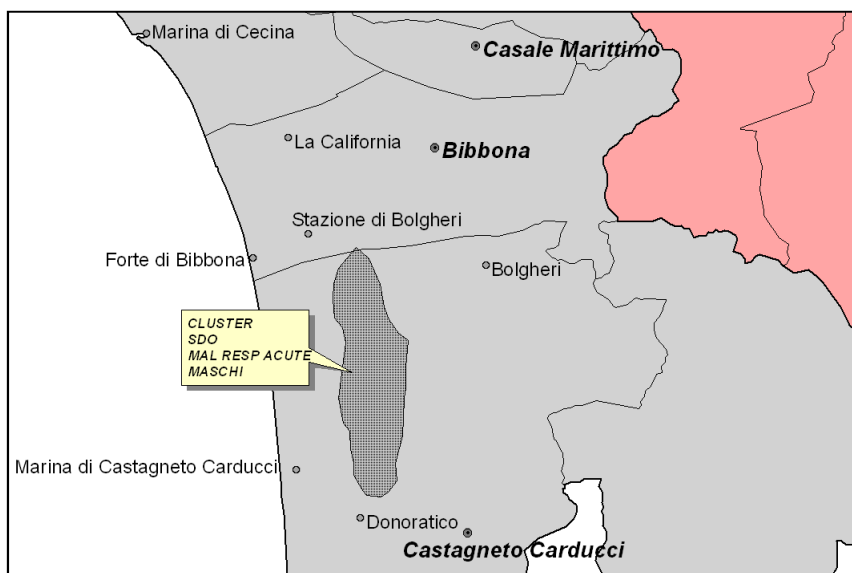 Marina di Cecina
Casale Marittimo
La California
Bibbona
Stazione di Bolgheri
Forte di Bibbona
Bolgheri
CLUSTER
SDO
MAL RESP ACUTE
MASCHI
Marina di Castagneto Carducci
Donoratico
Castagneto Carducci